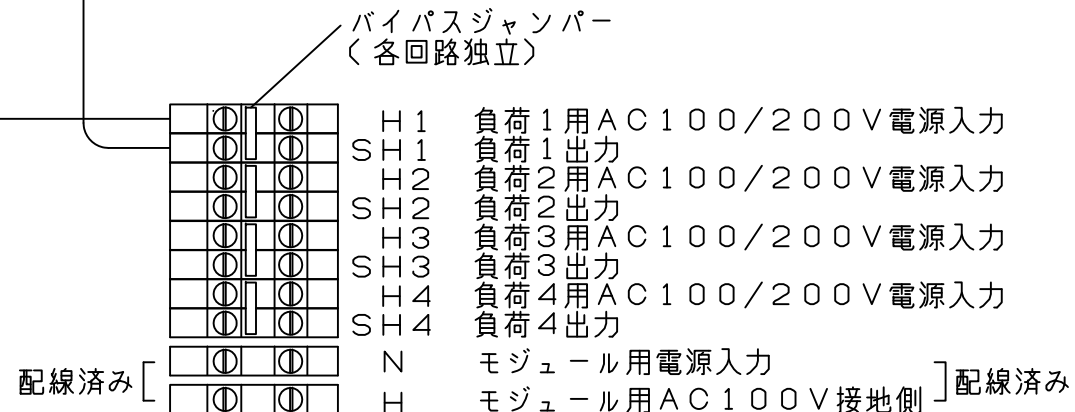 バイパスジャンパー
(各回路独立)
H1 負荷1用AC100/200V電源入力
SH1 負荷1出力
H2 負荷2用AC100/200V電源入力
SH2 負荷2出力
H3 負荷3用AC100/200V電源入力
SH3 負荷3出力
H4 負荷4用AC100/200V電源入力
SH4 負荷4出力
N モジュール用電源入力
配線済み 配線済み
H モジュール用AC100V接地側